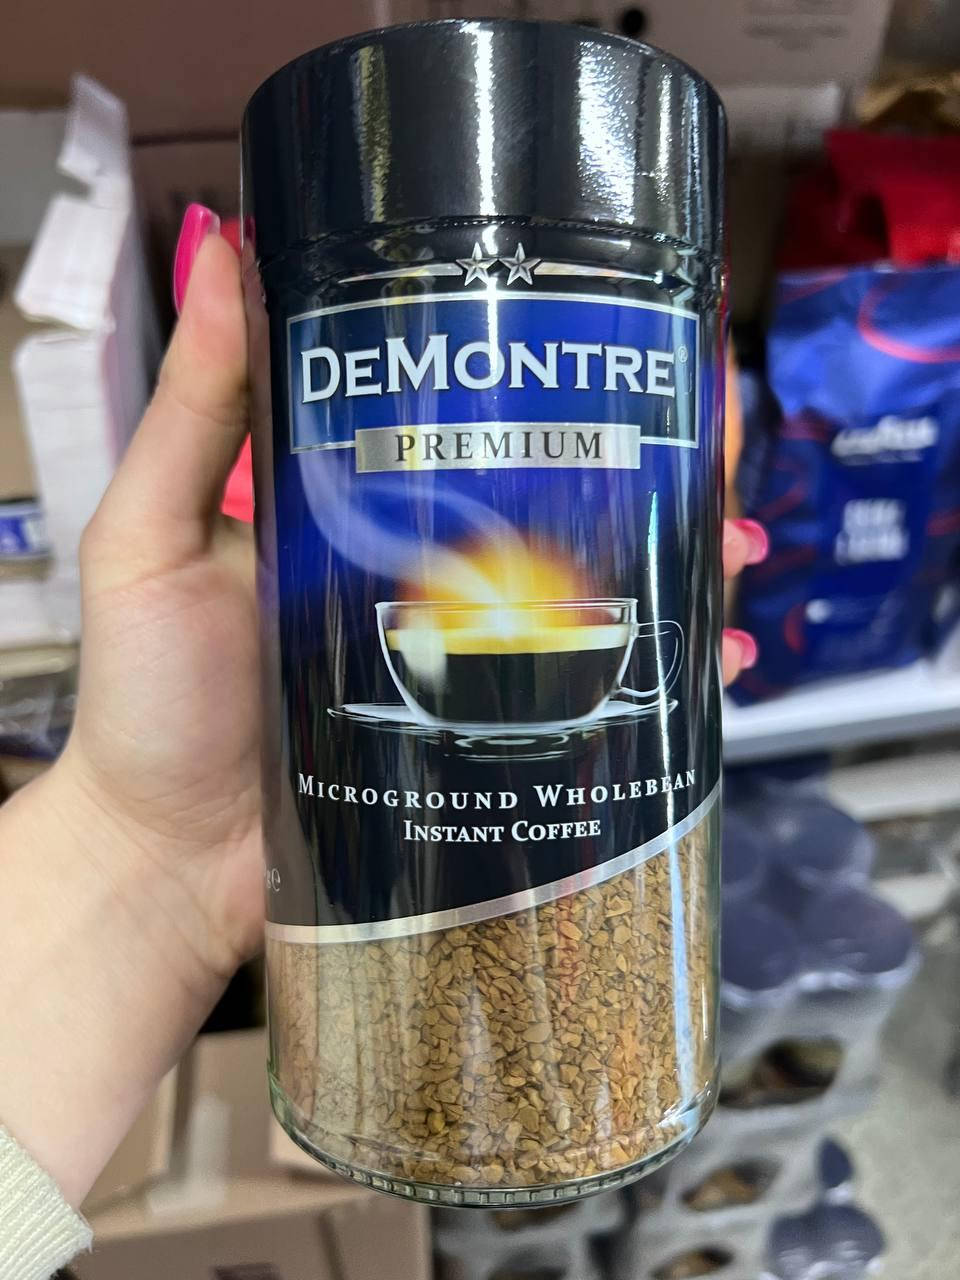 DEMONTRE®
PREMIUM
MICROGROUND WHOLEBEAN
INSTANT COFFEE